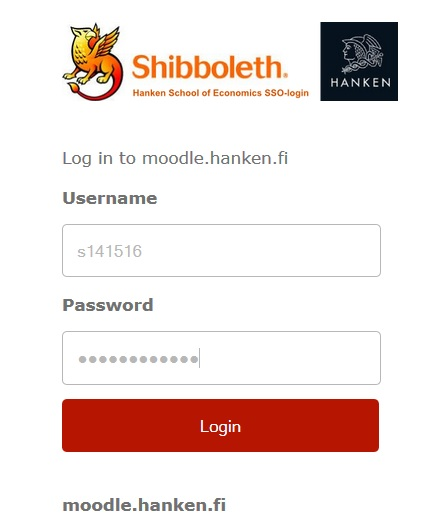 Shibboleth.
Hanken School of Economics SSO-login
HANKEN
Log in to moodle.hanken.fi
Username
s141516
Password
••••••••••••
Login
moodle.hanken.fi